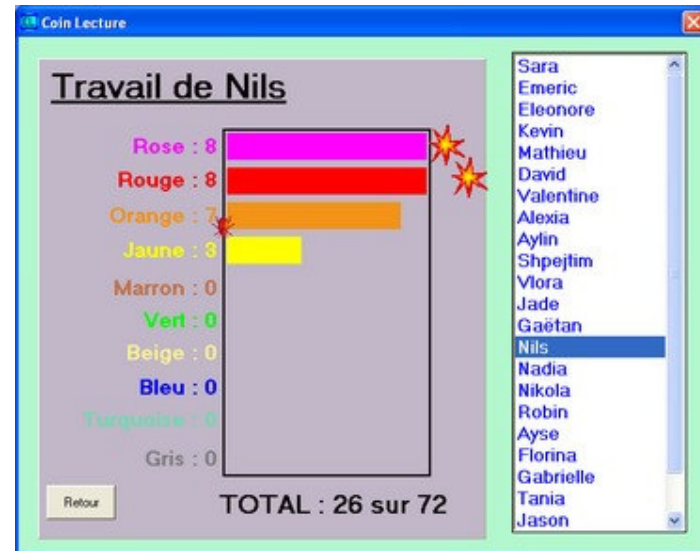 Coin Lecture
Travail de Nils
Rose : 8
Rouge : 8
Orange : 7
Jaune : 3
Marron : 0
Vert : 0
Beige : 0
Bleu : 0
Turquoise : 0
Gris : 0
Retour
TOTAL : 26 sur 72
Sara
Emeric
Eleonore
Kevin
Mathieu
David
Valentine
Alexia
Aylin
Shpejtim
Vlora
Jade
Gaëtan
Nils
Nadia
Nikola
Robin
Ayse
Florina
Gabrielle
Tania
Jason